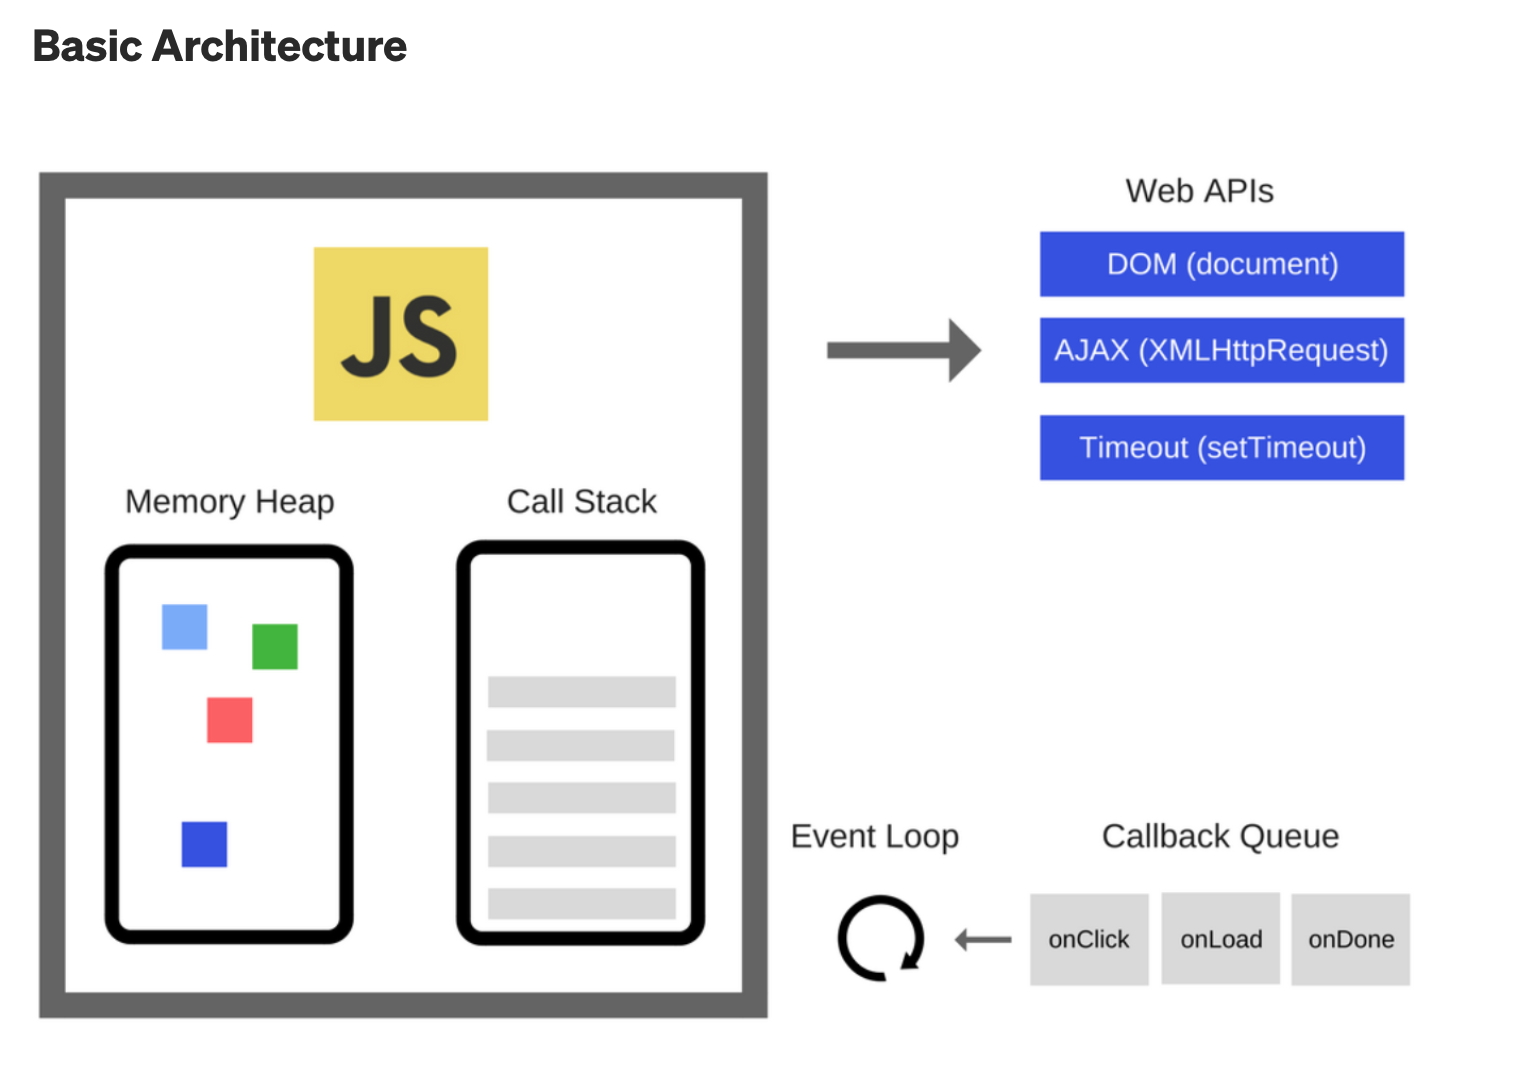 Basic Architecture
JS
Memory Heap
Call Stack
Web APIs
DOM (document)
AJAX (XMLHttpRequest)
Timeout (setTimeout)
Event Loop
Callback Queue
onClick
onLoad
onDone